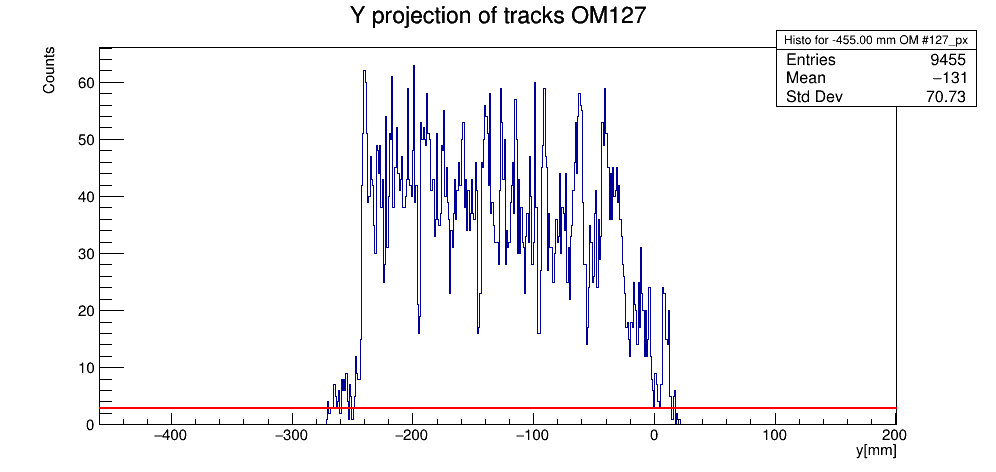 Y projection of tracks OM127
Histo for -455.00 mm OM #127_px
Entries 9455
Mean −131
Std Dev 70.73
Counts
60
50
40
30
20
10
0
−400 −300 −200 −100 0 100 200
y[mm]